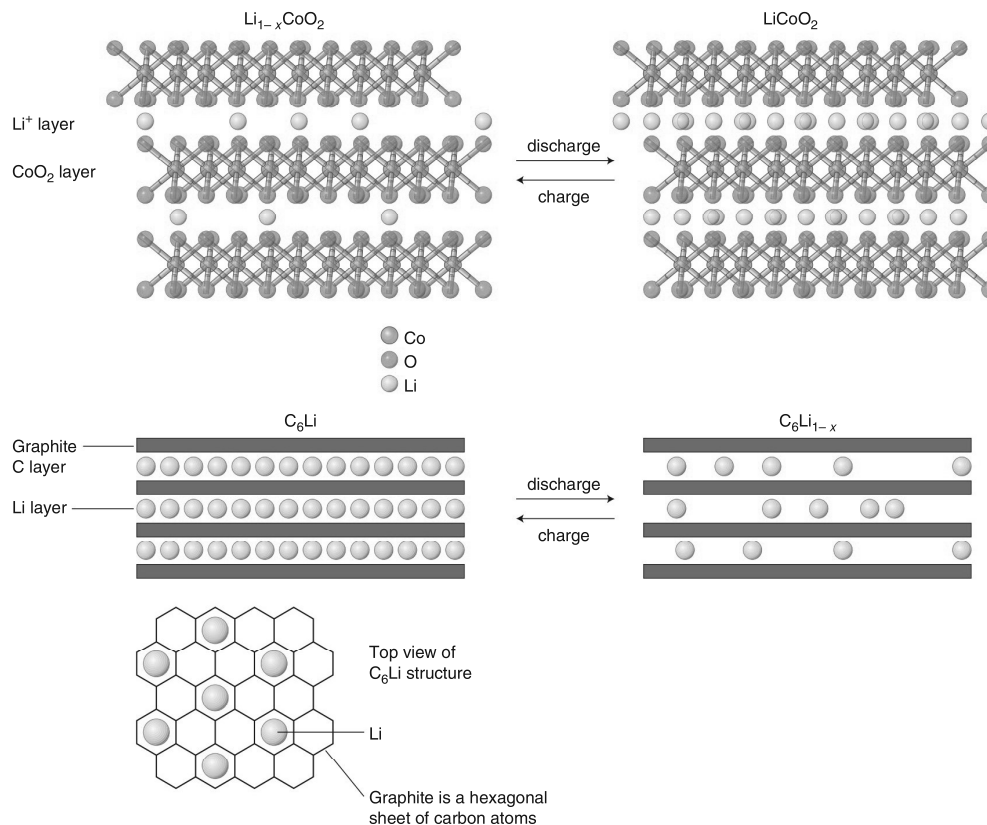 Li₁₋ₓCoO₂
LiCoO₂
Li⁺ layer
CoO₂ layer
discharge
charge
Co
O
Li
C₆Li
C₆Li₁₋ₓ
Graphite
C layer
Li layer
discharge
charge
Top view of
C₆Li structure
Li
Graphite is a hexagonal
sheet of carbon atoms